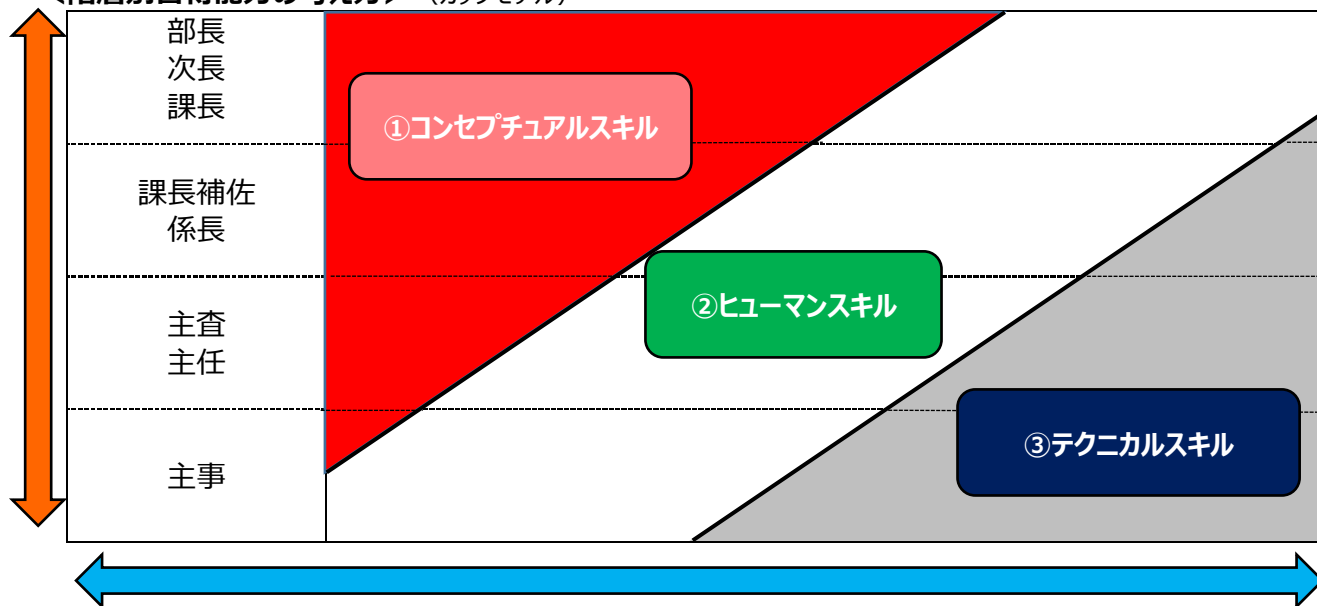 部長
次長
課長
①コンセプチュアルスキル
課長補佐
係長
②ヒューマンスキル
主査
主任
③テクニカルスキル
主事